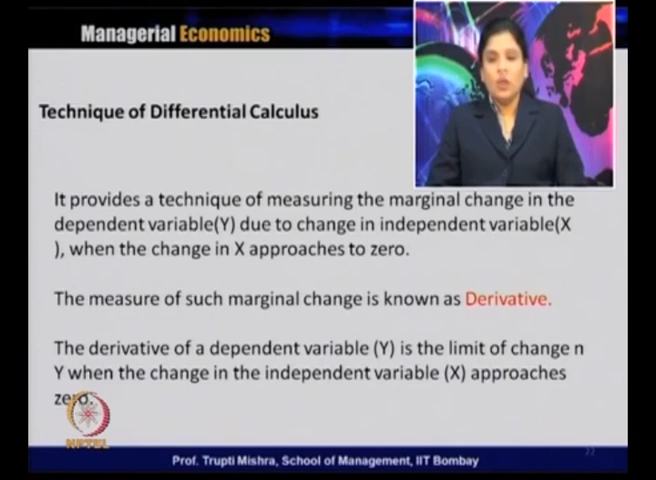 Managerial Economics
Technique of Differential Calculus
It provides a technique of measuring the marginal change in the
dependent variable(Y) due to change in independent variable(X
), when the change in X approaches to zero.
The measure of such marginal change is known as Derivative.
The derivative of a dependent variable (Y) is the limit of change n
Y when the change in the independent variable (X) approaches
zero.
NPTEL
Prof. Trupti Mishra, School of Management, IIT Bombay